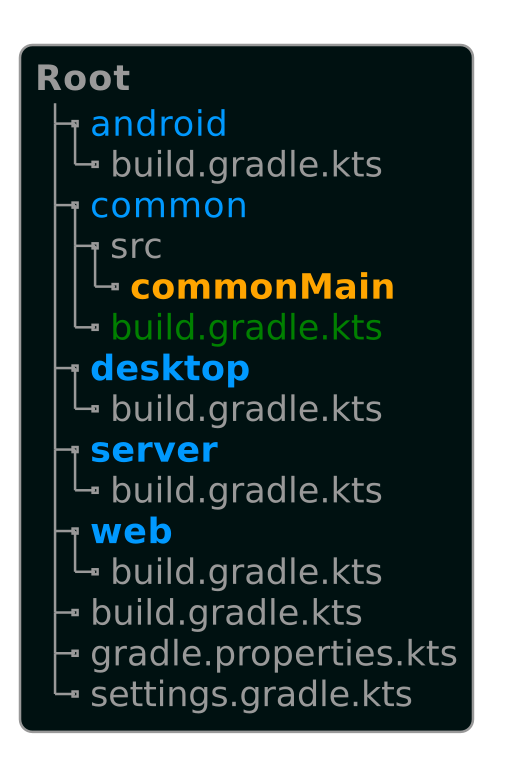 Root
android
build.gradle.kts
common
src
commonMain
build.gradle.kts
desktop
build.gradle.kts
server
build.gradle.kts
web
build.gradle.kts
build.gradle.kts
gradle.properties.kts
settings.gradle.kts